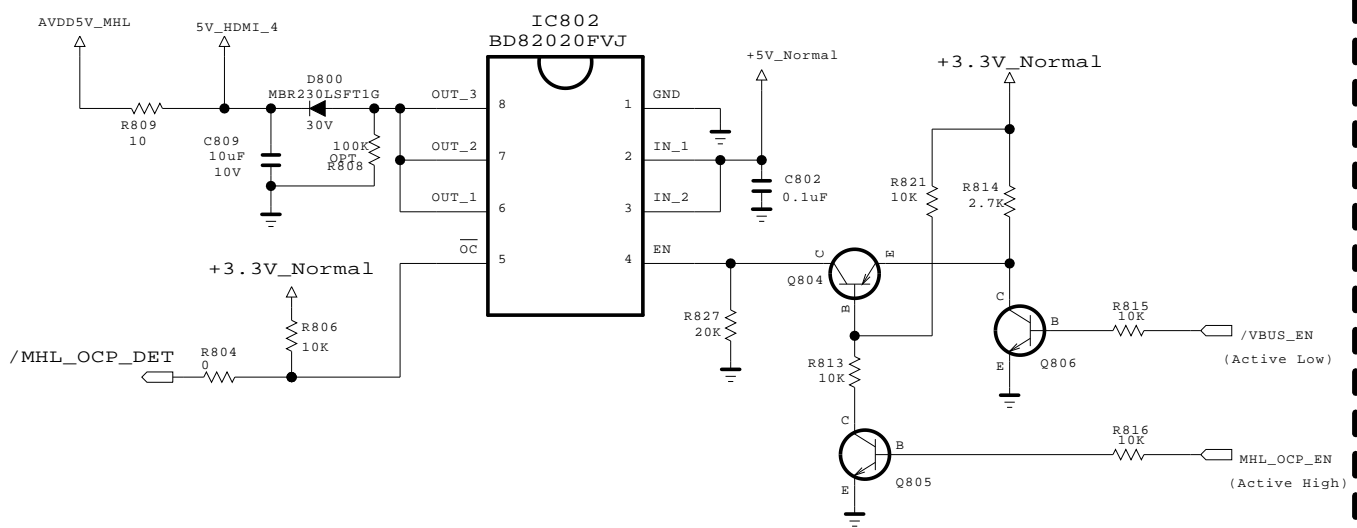 IC802
BD82020FVJ
AVDD5V_MHL
5V_HDMI_4
+5V_Normal
+3.3V_Normal
D800
MBR230LSFT1G
30V
R809
10
C809
10uF
10V
100K
OPT
R808
OUT_3
8
1
GND
OUT_2
7
2
IN_1
OUT_1
6
3
IN_2
OC
5
4
EN
C802
0.1uF
R821
10K
R814
2.7K
+3.3V_Normal
R806
10K
/MHL_OCP_DET
R804
0
R827
20K
C
E
B
Q804
R813
10K
C
B
E
Q806
R815
10K
/VBUS_EN
(Active Low)
C
B
E
Q805
R816
10K
MHL_OCP_EN
(Active High)